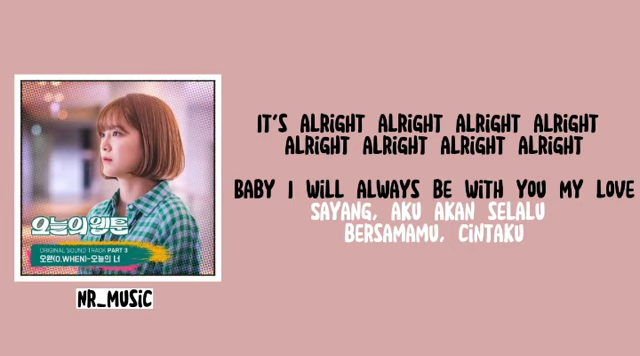 오늘의 웹툰
ORIGINAL SOUND TRACK PART 3
오왠(O.WHEN)-오늘의 너
NR_MUSIC
IT'S ALRIGHT ALRIGHT ALRIGHT ALRIGHT
ALRIGHT ALRIGHT ALRIGHT ALRIGHT
BABY I WILL ALWAYS BE WITH YOU MY LOVE
SAYANG, AKU AKAN SELALU
BERSAMAMU, CINTAKU